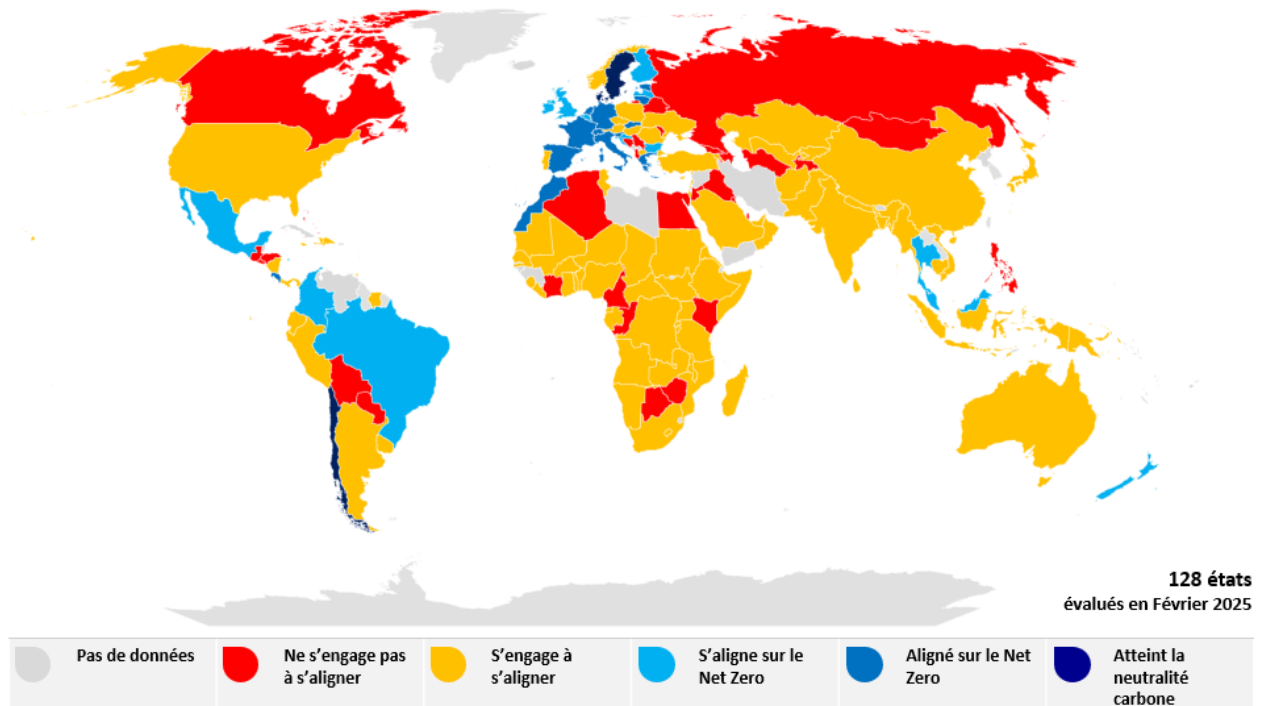 128 états
évalués en Février 2025
Pas de données
Ne s'engage pas
à s'aligner
S'engage à
s'aligner
S'aligne sur le
Net Zero
Aligné sur le Net
Zero
Atteint la
neutralité
carbone